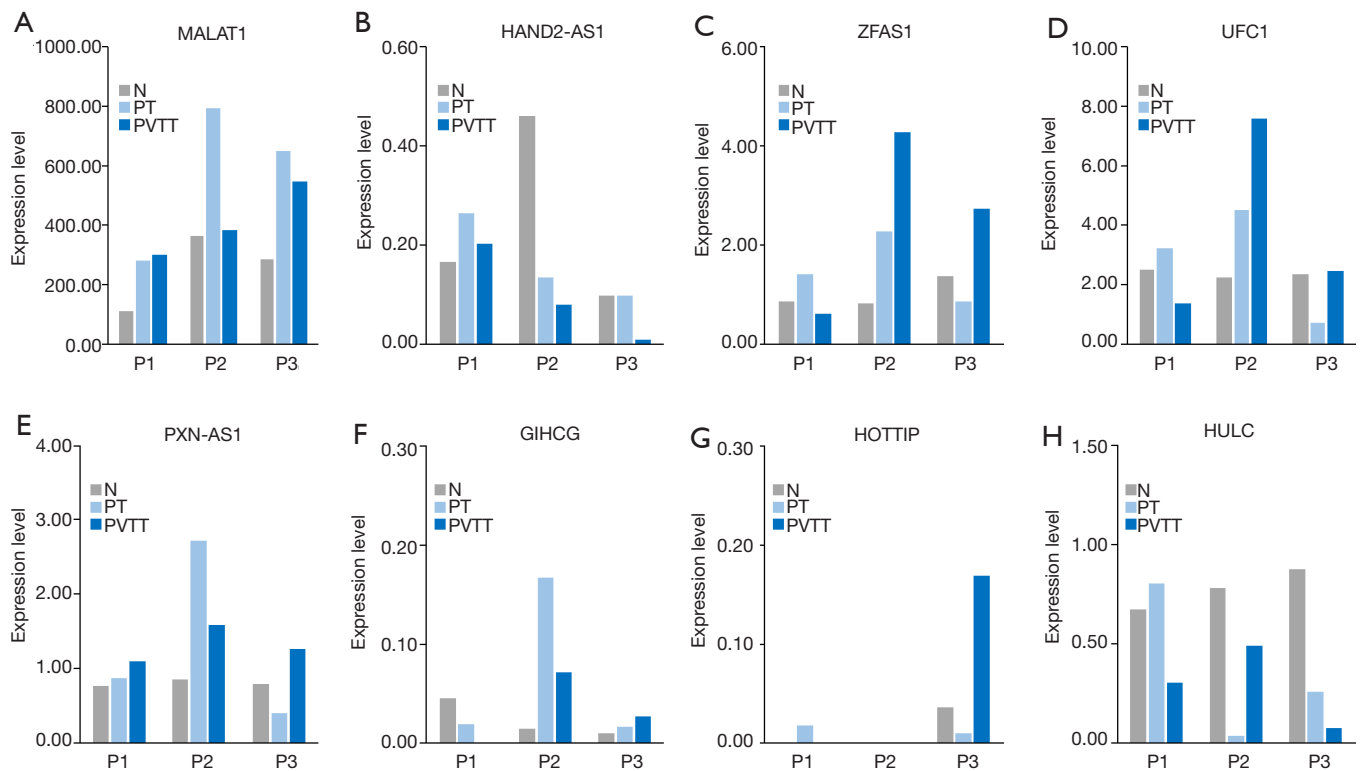 A
MALAT1
1000.00
800.00
600.00
400.00
200.00
0.00
Expression level
N
PT
PVTT
P1 P2 P3
B
HAND2-AS1
0.60
0.40
0.20
0.00
Expression level
N
PT
PVTT
P1 P2 P3
C
ZFAS1
6.00
4.00
2.00
0.00
Expression level
N
PT
PVTT
P1 P2 P3
D
UFC1
10.00
8.00
6.00
4.00
2.00
0.00
Expression level
N
PT
PVTT
P1 P2 P3
E
PXN-AS1
4.00
3.00
2.00
1.00
0.00
Expression level
N
PT
PVTT
P1 P2 P3
F
GIHCG
0.30
0.20
0.10
0.00
Expression level
N
PT
PVTT
P1 P2 P3
G
HOTTIP
0.30
0.20
0.10
0.00
Expression level
N
PT
PVTT
P1 P2 P3
H
HULC
1.50
1.00
0.50
0.00
Expression level
N
PT
PVTT
P1 P2 P3